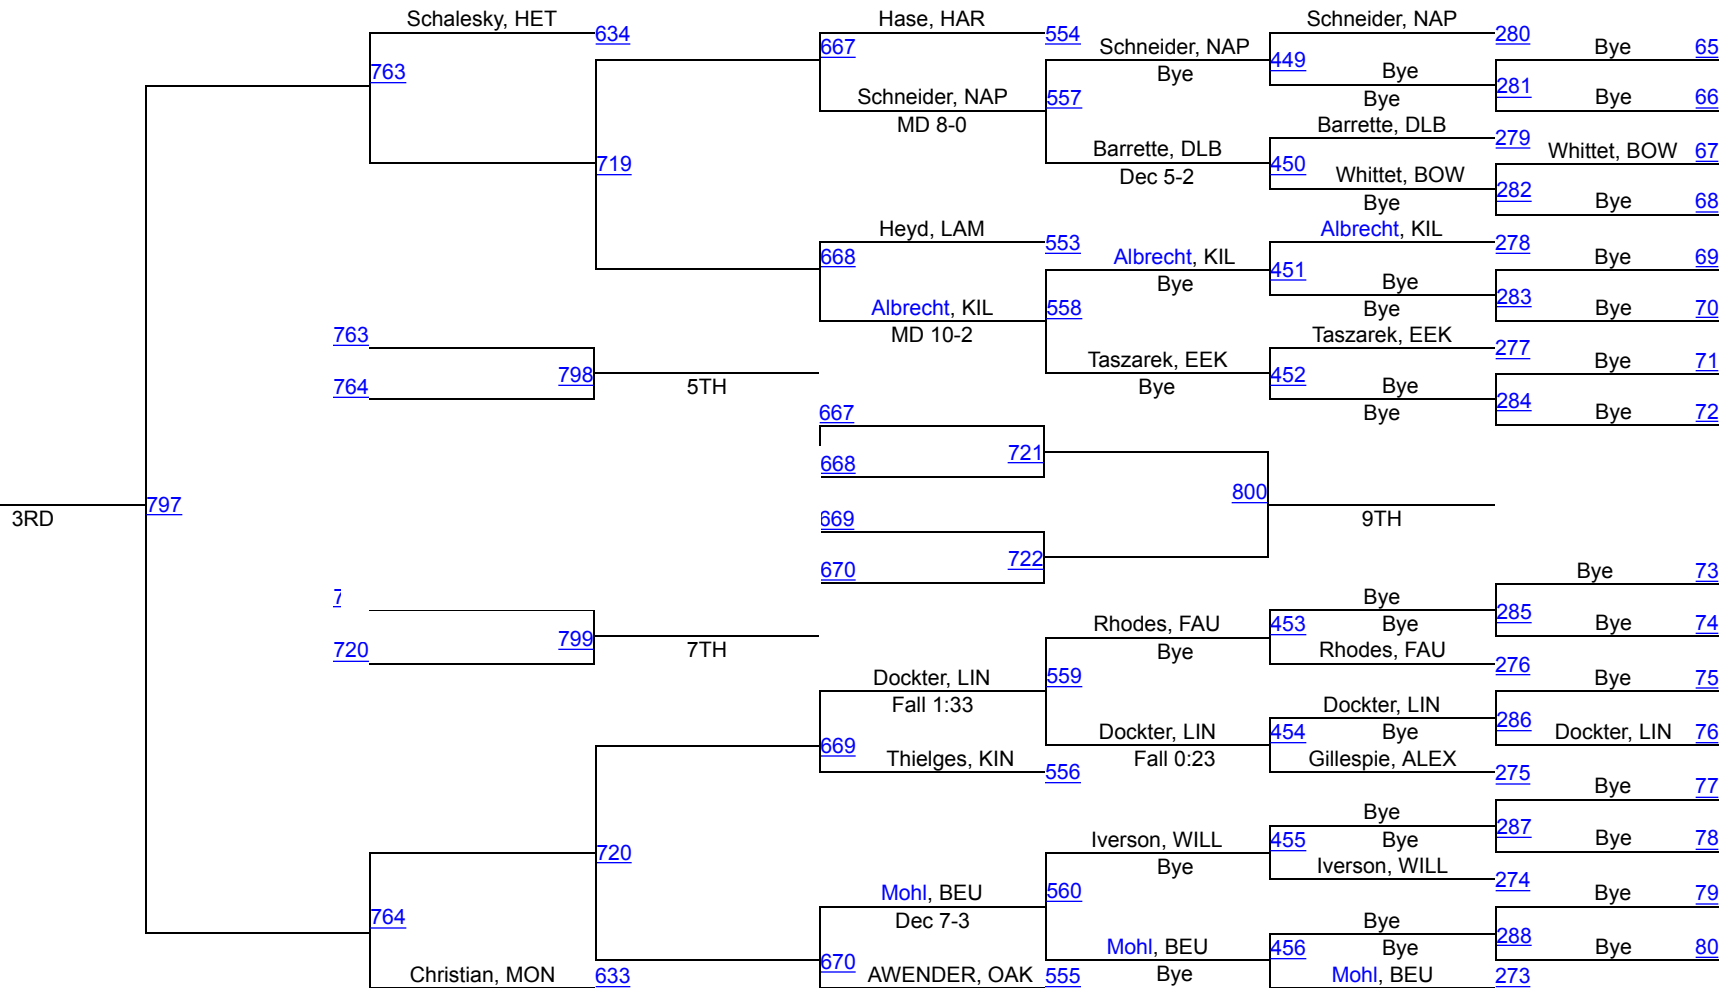 Schalesky, HET
634
763
719
Hase, HAR
554
667
Schneider, NAP
MD 8-0
Schneider, NAP
Bye
557
Barrette, DLB
Dec 5-2
Schneider, NAP
280
449
Bye
Bye
281
Bye
65
Bye
66
Barrette, DLB
279
450
Whittet, BOW
Bye
282
Whittet, BOW
67
Bye
68
Heyd, LAM
553
668
Albrecht, KIL
MD 10-2
Albrecht, KIL
Bye
558
Taszarek, EEK
Bye
Albrecht, KIL
278
451
Bye
Bye
283
Bye
69
Bye
70
Taszarek, EEK
277
452
Bye
Bye
284
Bye
71
Bye
72
763
764
798
5TH
667
668
721
669
670
722
800
9TH
3RD
797
720
799
7TH
Bye
73
Bye
74
285
Bye
Bye
453
Rhodes, FAU
276
Rhodes, FAU
Bye
559
Dockter, LIN
Fall 1:33
669
Thielges, KIN
556
Dockter, LIN
Fall 0:23
454
Dockter, LIN
Bye
Gillespie, ALEX
275
286
Bye
75
Dockter, LIN
76
720
764
Christian, MON
633
Mohl, BEU
Dec 7-3
670
AWENDER, OAK
555
Iverson, WILL
Bye
560
Mohl, BEU
Bye
455
Bye
Bye
Iverson, WILL
274
287
Bye
77
Bye
78
456
Bye
Bye
Mohl, BEU
273
288
Bye
79
Bye
80